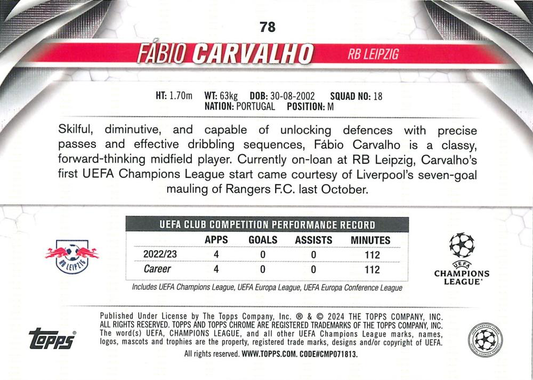 78
FÁBIO CARVALHO RB LEIPZIG
HT: 1.70m WT: 63kg DOB: 30-08-2002 SQUAD NO: 18
NATION: PORTUGAL POSITION: M
Skilful, diminutive, and capable of unlocking defences with precise
passes and effective dribbling sequences, Fábio Carvalho is a classy,
forward-thinking midfield player. Currently on-loan at RB Leipzig, Carvalho's
first UEFA Champions League start came courtesy of Liverpool's seven-goal
mauling of Rangers F.C. last October.
UEFA CLUB COMPETITION PERFORMANCE RECORD
APPS GOALS ASSISTS MINUTES
2022/23 4 0 0 112
Career 4 0 0 112
Includes UEFA Champions League, UEFA Europa League, UEFA Europa Conference League
RB LEIPZIG
UEFA
CHAMPIONS
LEAGUE®
Topps
Published Under License by The Topps Company, Inc. ® & © 2024 THE TOPPS COMPANY, INC.
ALL RIGHTS RESERVED. TOPPS AND TOPPS CHROME ARE REGISTERED TRADEMARKS OF THE TOPPS COMPANY, INC.
The word(s) UEFA, CHAMPIONS LEAGUE, and all other UEFA Champions League marks, names,
logos, mascots and trophies are the property, registered trade marks, designs and/or copyright of UEFA.
All rights reserved. WWW.TOPPS.COM. CODE#CMP071813.